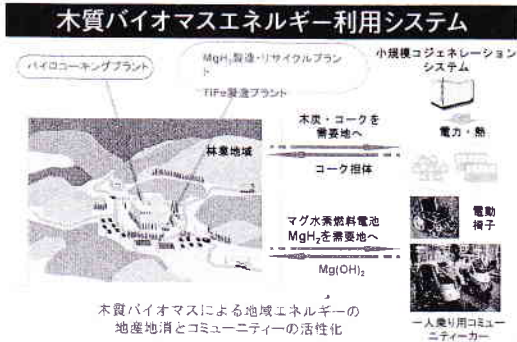 木質バイオマスエネルギー利用システム
パイロコーキングプラント
MgH₂製造・リサイクルプラン
ト
TiFe製造プラント
小規模コジェネレーション
システム
林業地域
木炭・コークを
需要地へ
コーク担体
電力・熱
マグ水素燃料電池
MgH₂を需要地へ
Mg(OH)₂
電動
椅子
木質バイオマスによる地域エネルギーの
地産地消とコミューニティーの活性化
一人乗り用コミュー
ニティーカー